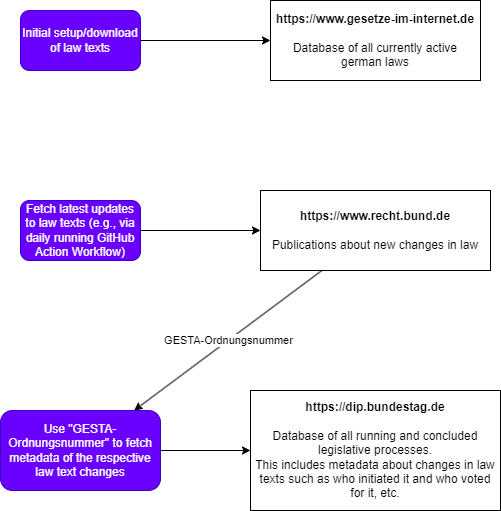 Initial setup/download
of law texts
https://www.gesetze-im-internet.de
Database of all currently active
german laws
Fetch latest updates
to law texts (e.g., via
daily running GitHub
Action Workflow)
https://www.recht.bund.de
Publications about new changes in law
GESTA-Ordnungsnummer
Use "GESTA-
Ordnungsnummer" to fetch
metadata of the respective
law text changes
https://dip.bundestag.de
Database of all running and concluded
legislative processes.
This includes metadata about changes in law
texts such as who initiated it and who voted
for it, etc.